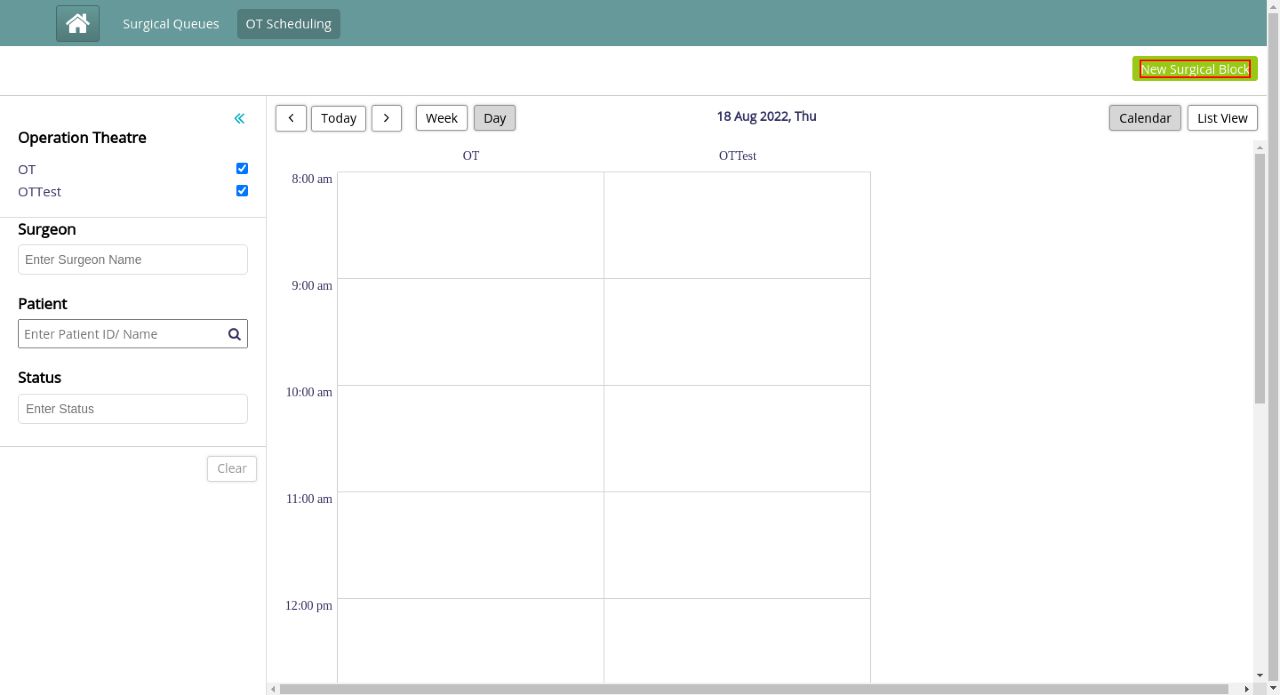 Surgical Queues
OT Scheduling
New Surgical Block
Operation Theatre
OT
OTTest
Surgeon
Enter Surgeon Name
Patient
Enter Patient ID/ Name
Status
Enter Status
Clear
Today
Week
Day
18 Aug 2022, Thu
Calendar
List View
OT
OTTest
8:00 am
9:00 am
10:00 am
11:00 am
12:00 pm